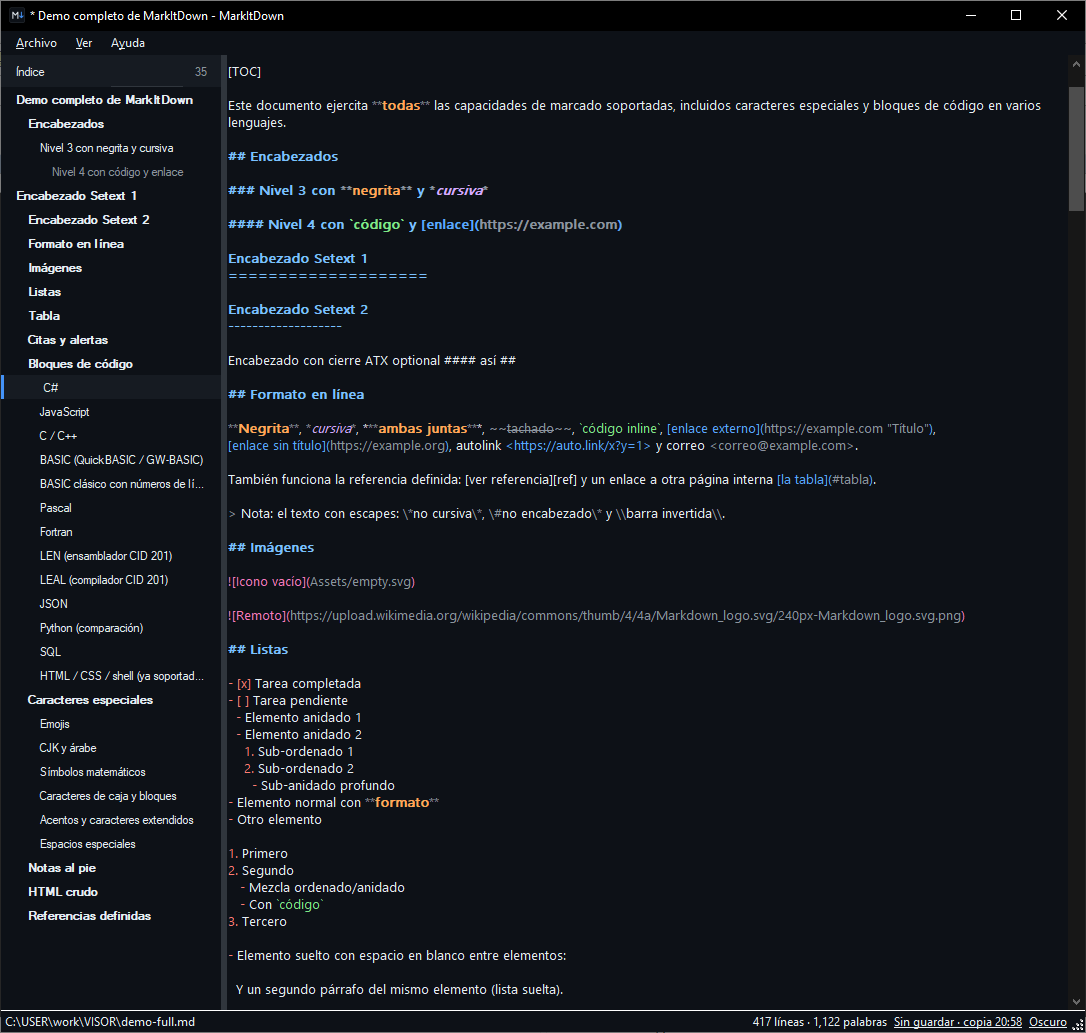 M↓ * Demo completo de MarkItDown - MarkItDown
Archivo Ver Ayuda
Índice 35
Demo completo de MarkItDown
Encabezados
Nivel 3 con negrita y cursiva
Nivel 4 con código y enlace
Encabezado Setext 1
Encabezado Setext 2
Formato en línea
Imágenes
Listas
Tabla
Citas y alertas
Bloques de código
C#
JavaScript
C / C++
BASIC (QuickBASIC / GW-BASIC)
BASIC clásico con números de lí...
Pascal
Fortran
LEN (ensamblador CID 201)
LEAL (compilador CID 201)
JSON
Python (comparación)
SQL
HTML / CSS / shell (ya soportad...
Caracteres especiales
Emojis
CJK y árabe
Símbolos matemáticos
Caracteres de caja y bloques
Acentos y caracteres extendidos
Espacios especiales
Notas al pie
HTML crudo
Referencias definidas
[TOC]
Este documento ejercita **todas** las capacidades de marcado soportadas, incluidos caracteres especiales y bloques de código en varios
lenguajes.
## Encabezados
### Nivel 3 con **negrita** y *cursiva*
#### Nivel 4 con `código` y [enlace](https://example.com)
Encabezado Setext 1
====================
Encabezado Setext 2
-------------------
Encabezado con cierre ATX optional #### así ##
## Formato en línea
**Negrita**, *cursiva*, ***ambas juntas***, ~~tachado~~, `código inline`, [enlace externo](https://example.com "Título"),
[enlace sin título](https://example.org), autolink <https://auto.link/x?y=1> y correo <correo@example.com>.
También funciona la referencia definida: [ver referencia][ref] y un enlace a otra página interna [la tabla](#tabla).
> Nota: el texto con escapes: \*no cursiva\*, \#no encabezado\* y \\barra invertida\\.
## Imágenes
![Icono vacío](Assets/empty.svg)
![Remoto](https://upload.wikimedia.org/wikipedia/commons/thumb/4/4a/Markdown_logo.svg/240px-Markdown_logo.svg.png)
## Listas
- [x] Tarea completada
- [ ] Tarea pendiente
- Elemento anidado 1
- Elemento anidado 2
1. Sub-ordenado 1
2. Sub-ordenado 2
- Sub-anidado profundo
- Elemento normal con **formato**
- Otro elemento
1. Primero
2. Segundo
- Mezcla ordenado/anidado
- Con `código`
3. Tercero
- Elemento suelto con espacio en blanco entre elementos:
Y un segundo párrafo del mismo elemento (lista suelta).
C:\USER\work\VISOR\demo-full.md 417 líneas · 1,122 palabras Sin guardar · copia 20:58 Oscuro